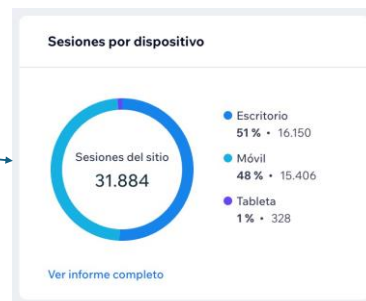 Sesiones por dispositivo
Sesiones del sitio
31.884
Escritorio
51 % • 16.150
Móvil
48 % • 15.406
Tableta
1 % • 328
Ver informe completo